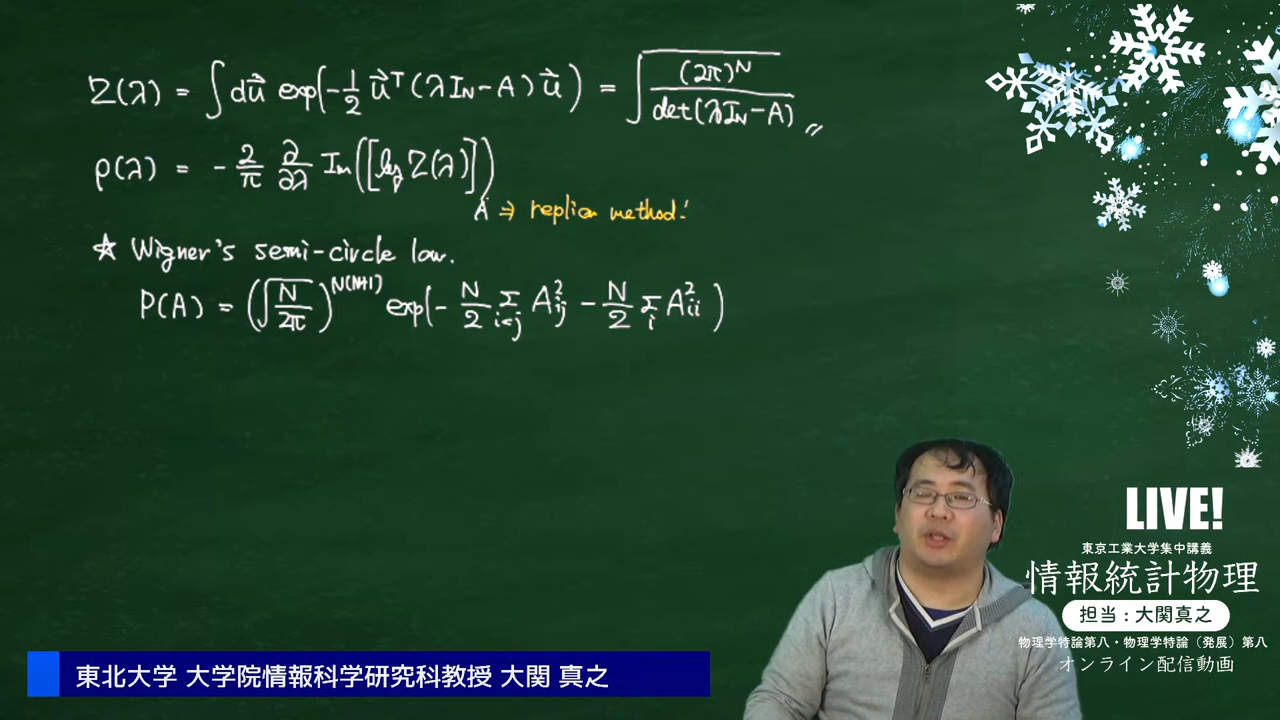 Z(λ) = ∫du⃗ exp(-1/2 u⃗ᵀ(λI_N - A)u⃗) = √((2π)^N / det(λI_N - A)) 〃
ρ(λ) = -2/π ∂/∂λ Im([log Z(λ)])
A ⇒ replica method!
☆ Wigner's semi-circle law.
P(A) = (√(N/2π))^N(N+1) exp(-N/2 Σ_{i<j} A²_ij - N/2 Σ_i A²_ii)
LIVE!
東京工業大学集中講義
情報統計物理
担当：大関真之
物理学特論第八・物理学特論（発展）第八
オンライン配信動画
東北大学 大学院情報科学研究科教授 大関 真之